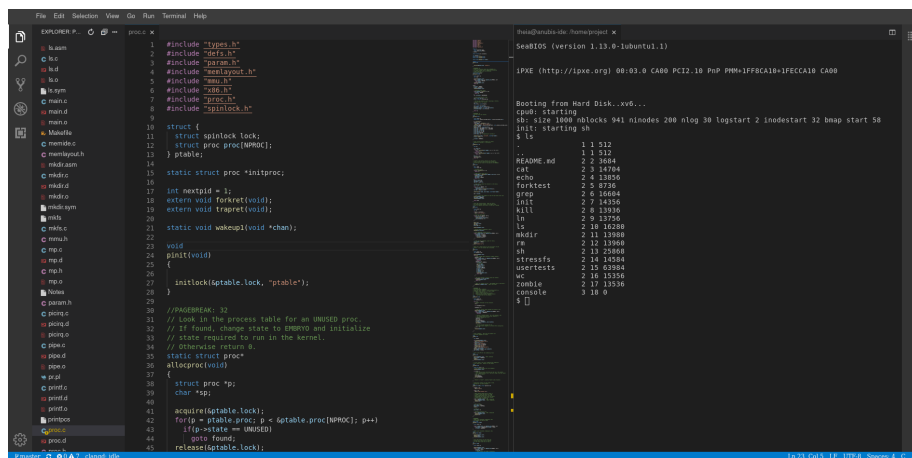 File Edit Selection View Go Run Terminal Help
EXPLORER: P...
ls.asm
ls.c
ls.d
ls.o
ls.sym
main.c
main.d
main.o
Makefile
memide.c
memlayout.h
mkdir.asm
mkdir.c
mkdir.d
mkdir.o
mkdir.sym
mkfs
mkfs.c
mmu.h
mp.c
mp.d
mp.h
mp.o
Notes
param.h
picirq.c
picirq.d
picirq.o
pipe.c
pipe.d
pipe.o
pr.pl
printf.c
printf.d
printf.o
printpcs
proc.c
proc.d
proc.c x
1 #include "types.h"
2 #include "defs.h"
3 #include "param.h"
4 #include "memlayout.h"
5 #include "mmu.h"
6 #include "x86.h"
7 #include "proc.h"
8 #include "spinlock.h"
9
10 struct {
11 struct spinlock lock;
12 struct proc proc[NPROC];
13 } ptable;
14
15 static struct proc *initproc;
16
17 int nextpid = 1;
18 extern void forkret(void);
19 extern void trapret(void);
20
21 static void wakeup1(void *chan);
22
23 void
24 pinit(void)
25 {
26
27 initlock(&ptable.lock, "ptable");
28 }
29
30 //PAGEBREAK: 32
31 // Look in the process table for an UNUSED proc.
32 // If found, change state to EMBRYO and initialize
33 // state required to run in the kernel.
34 // Otherwise return 0.
35 static struct proc*
36 allocproc(void)
37 {
38 struct proc *p;
39 char *sp;
40
41 acquire(&ptable.lock);
42 for(p = ptable.proc; p < &ptable.proc[NPROC]; p++)
43 if(p->state == UNUSED)
44 goto found;
45 release(&ptable.lock);
theia@anubis-ide: /home/project x
SeaBIOS (version 1.13.0-1ubuntu1.1)
iPXE (http://ipxe.org) 00:03.0 CA00 PCI2.10 PnP PMM+1FF8CA10+1FECCA10 CA00
Booting from Hard Disk..xv6...
cpu0: starting
sb: size 1000 nblocks 941 ninodes 200 nlog 30 logstart 2 inodestart 32 bmap start 58
init: starting sh
$ ls
. 1 1 512
.. 1 1 512
README.md 2 2 3684
cat 2 3 14704
echo 2 4 13856
forktest 2 5 8736
grep 2 6 16604
init 2 7 14356
kill 2 8 13936
ln 2 9 13756
ls 2 10 16280
mkdir 2 11 13980
rm 2 12 13960
sh 2 13 25068
stressfs 2 14 14584
usertests 2 15 63984
wc 2 16 15356
zombie 2 17 13536
console 3 18 0
$
master 0 7 clangd: idle
Ln 23, Col 5 LF UTF-8 Spaces: 4 C